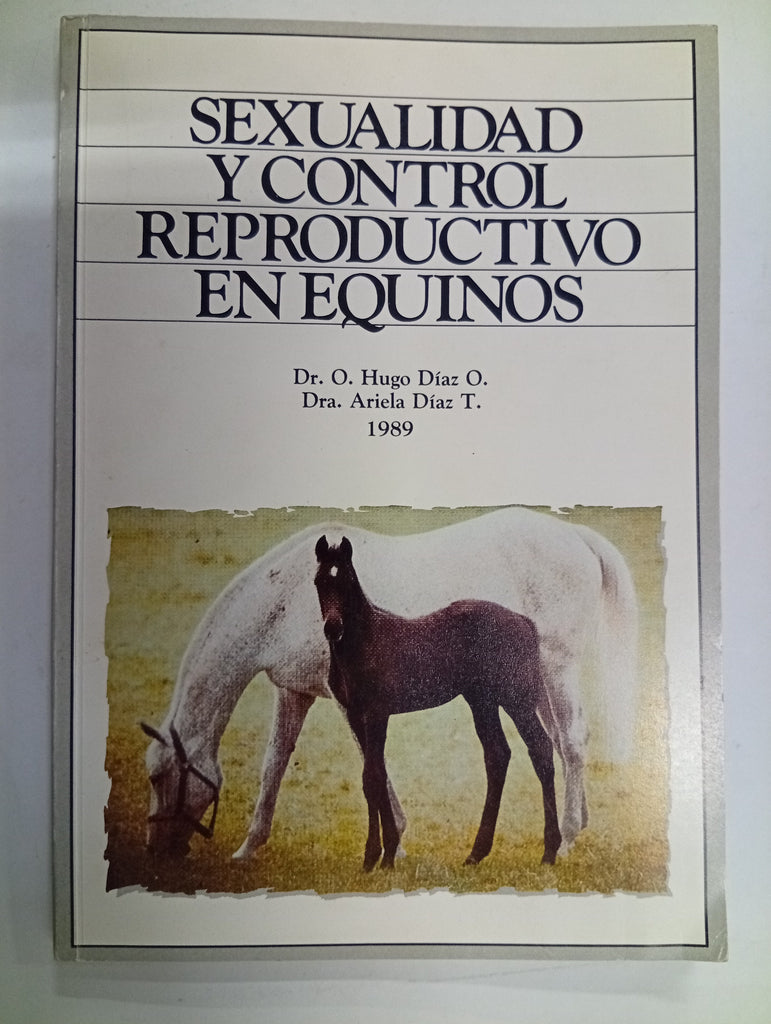 SEXUALIDAD
Y CONTROL
REPRODUCTIVO
EN EQUINOS
Dr. O. Hugo Díaz O.
Dra. Ariela Díaz T.
1989